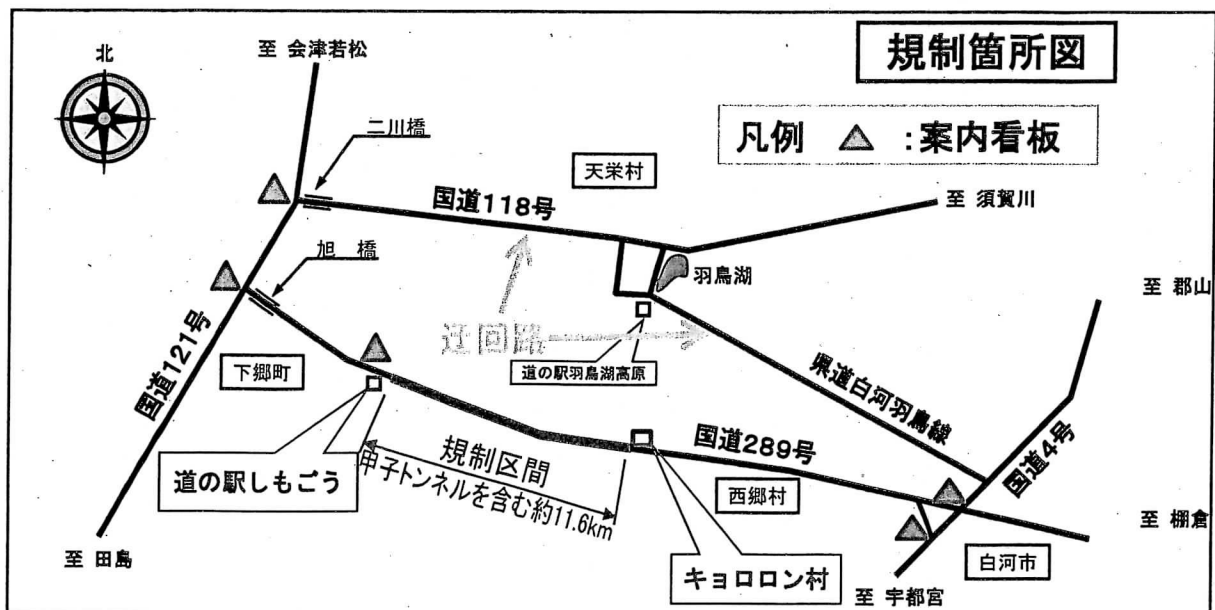 規制箇所図
北
至 会津若松
凡例 ▲ :案内看板
二川橋
天栄村
国道118号
至 須賀川
旭 橋
羽鳥湖
至 郡山
迂回路
国道121号
下郷町
道の駅羽鳥湖高原
県道白河羽鳥線
国道289号
国道4号
道の駅しもごう
規制区間
甲子トンネルを含む約11.6km
西郷村
至 棚倉
至 田島
キョロロン村
白河市
至 宇都宮